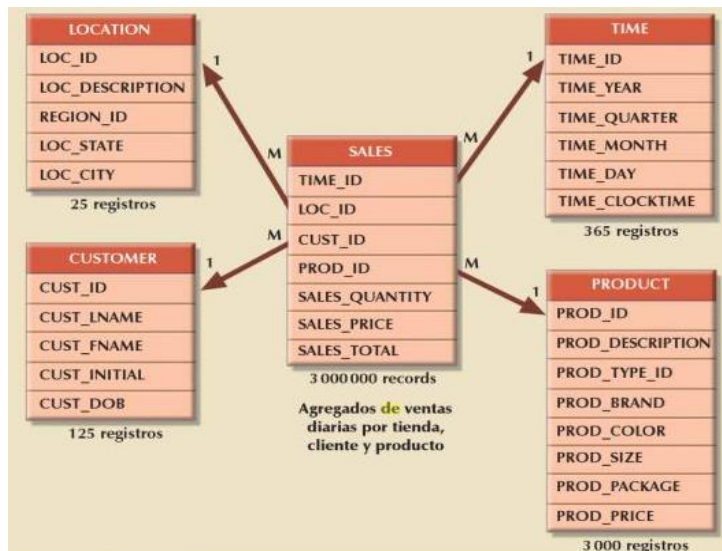 LOCATION
LOC_ID
LOC_DESCRIPTION
REGION_ID
LOC_STATE
LOC_CITY
25 registros
1
M
TIME
TIME_ID
TIME_YEAR
TIME_QUARTER
TIME_MONTH
TIME_DAY
TIME_CLOCKTIME
365 registros
1
M
SALES
TIME_ID
LOC_ID
CUST_ID
PROD_ID
SALES_QUANTITY
SALES_PRICE
SALES_TOTAL
3 000 000 records
Agregados de ventas
diarias por tienda,
cliente y producto
CUSTOMER
CUST_ID
CUST_LNAME
CUST_FNAME
CUST_INITIAL
CUST_DOB
125 registros
1
M
PRODUCT
PROD_ID
PROD_DESCRIPTION
PROD_TYPE_ID
PROD_BRAND
PROD_COLOR
PROD_SIZE
PROD_PACKAGE
PROD_PRICE
3 000 registros
1
M